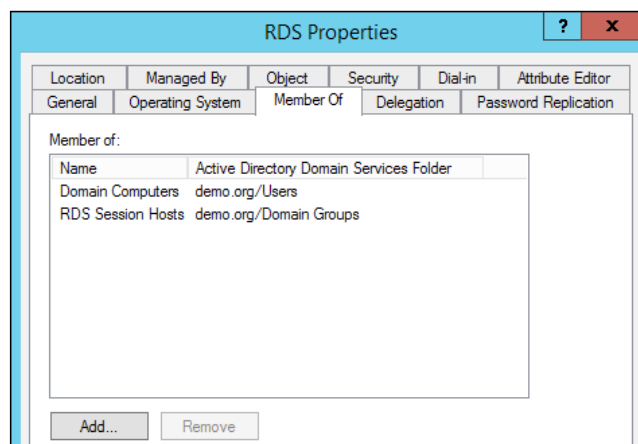 RDS Properties
? x
Location Managed By Object Security Dial-in Attribute Editor
General Operating System Member Of Delegation Password Replication
Member of:
Name Active Directory Domain Services Folder
Domain Computers demo.org/Users
RDS Session Hosts demo.org/Domain Groups
Add... Remove